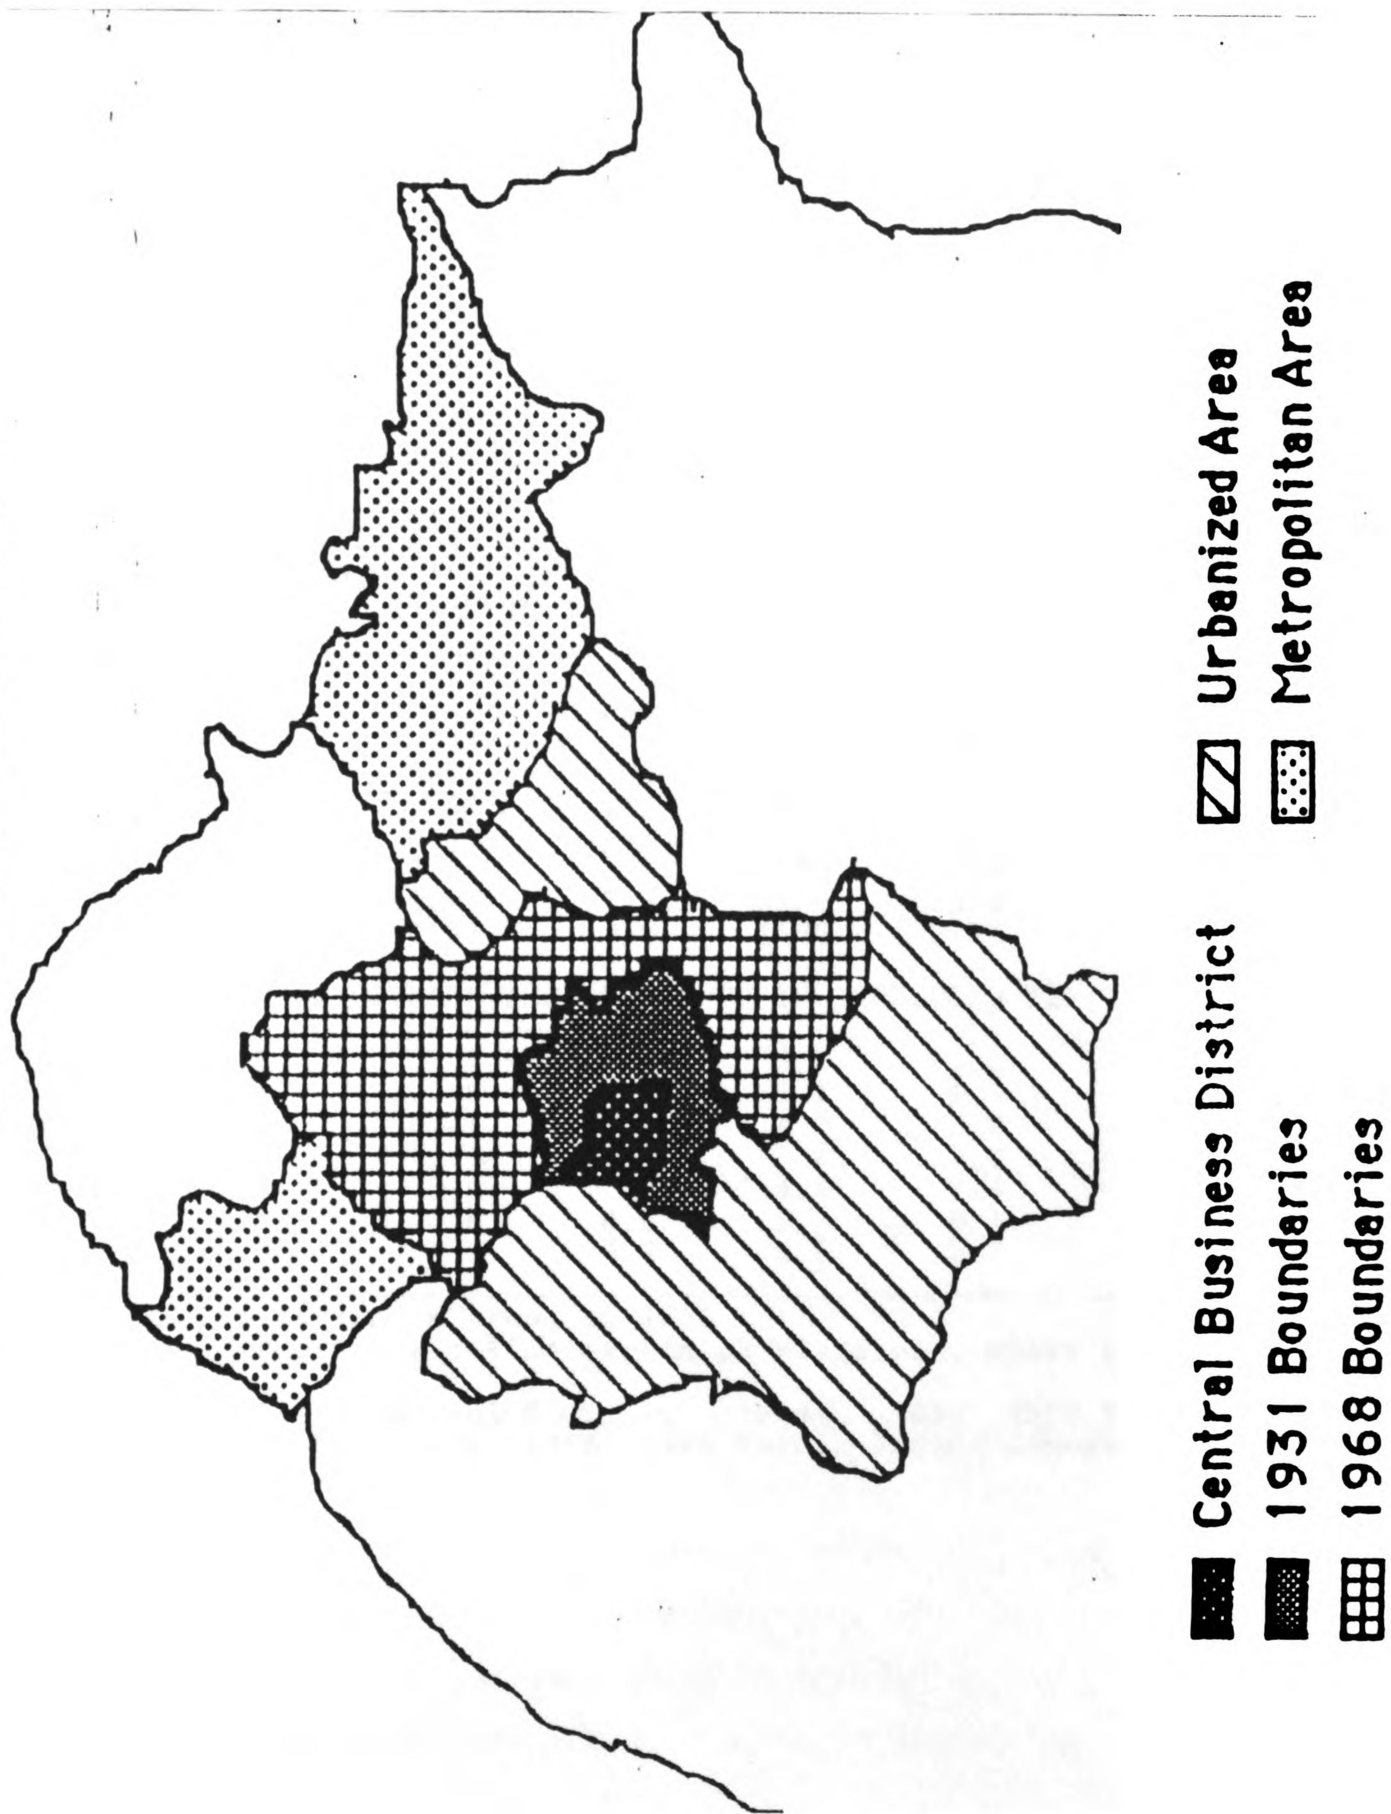 Central Business District
1931 Boundaries
1968 Boundaries
Urbanized Area
Metropolitan Area